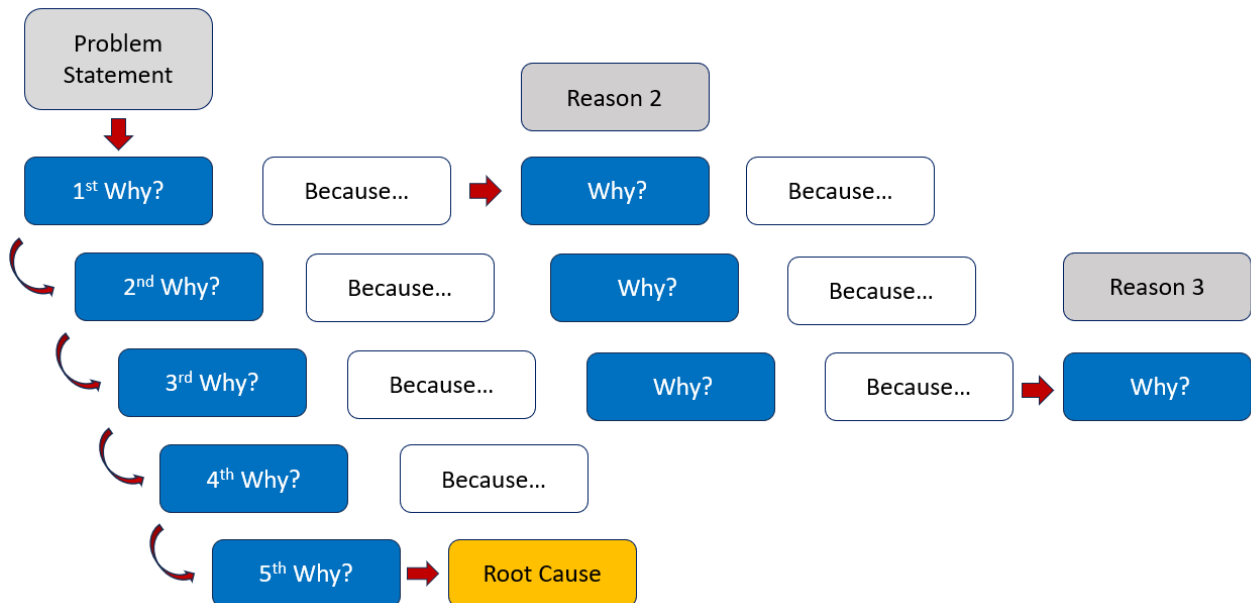 Problem
Statement
Reason 2
1st Why?
Because...
Why?
Because...
2nd Why?
Because...
Why?
Because...
Reason 3
3rd Why?
Because...
Why?
Because...
Why?
4th Why?
Because...
5th Why?
Root Cause